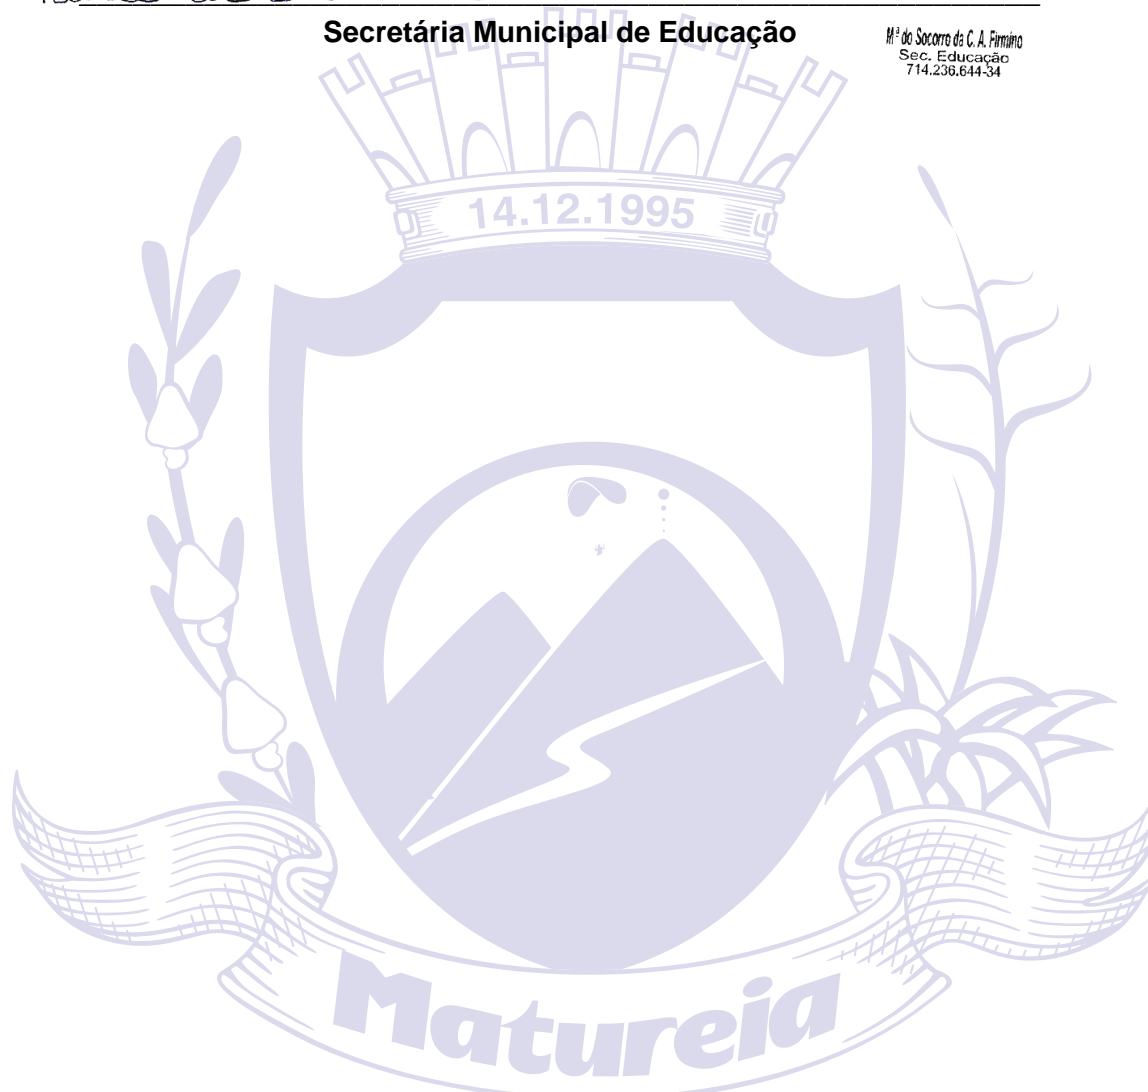 Secretária Municipal de Educação
Mª do Socorro da C. A. Firmino
Sec. Educação
714.236.644-34
14.12.1995
Matureia